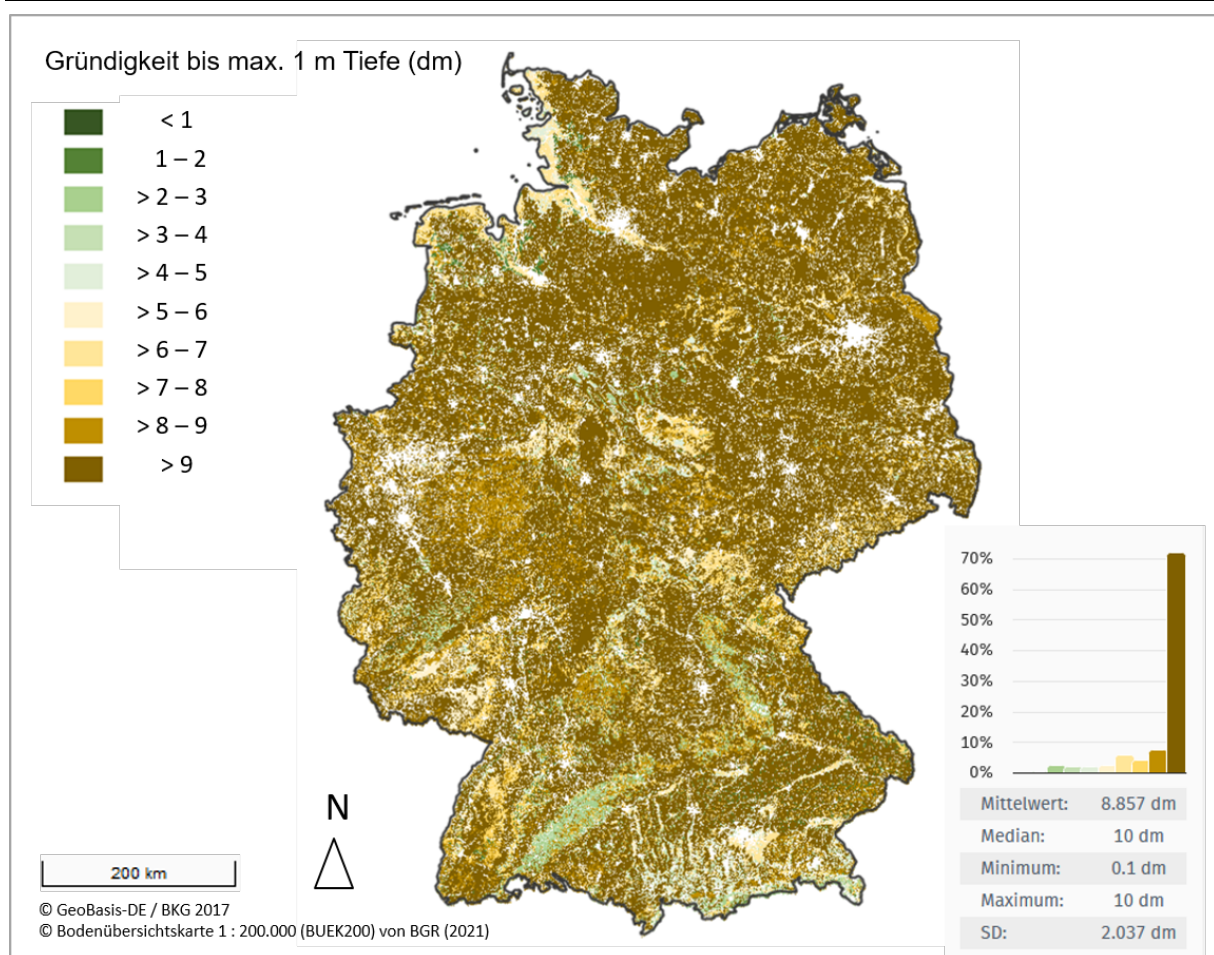 Gründigkeit bis max. 1 m Tiefe (dm)
< 1
1 – 2
> 2 – 3
> 3 – 4
> 4 – 5
> 5 – 6
> 6 – 7
> 7 – 8
> 8 – 9
> 9
N
200 km
© GeoBasis-DE / BKG 2017
© Bodenübersichtskarte 1 : 200.000 (BUEK200) von BGR (2021)
70%
60%
50%
40%
30%
20%
10%
0%
Mittelwert: 8.857 dm
Median: 10 dm
Minimum: 0.1 dm
Maximum: 10 dm
SD: 2.037 dm